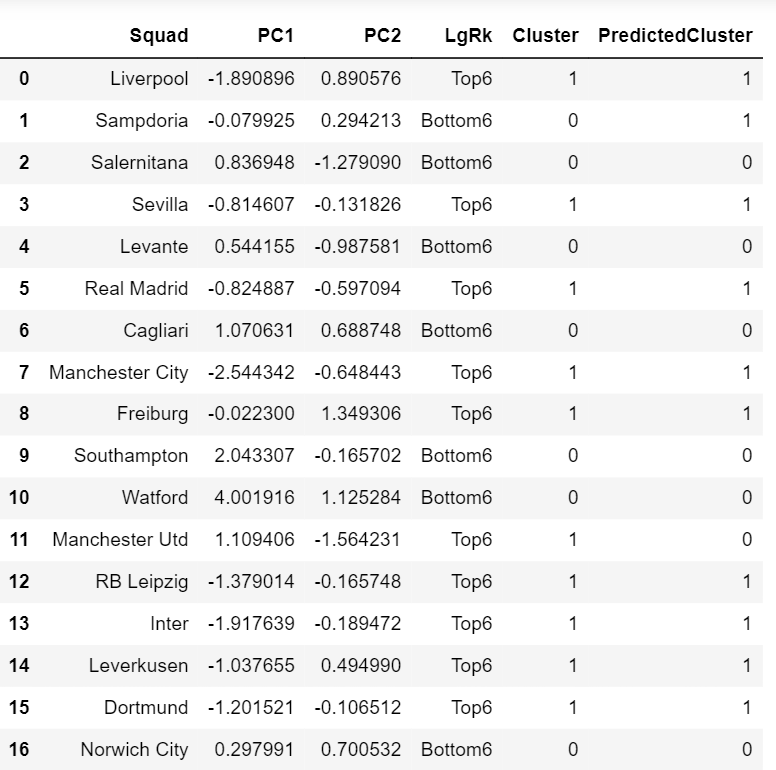 Squad PC1 PC2 LgRk Cluster PredictedCluster
0 Liverpool -1.890896 0.890576 Top6 1 1
1 Sampdoria -0.079925 0.294213 Bottom6 0 1
2 Salernitana 0.836948 -1.279090 Bottom6 0 0
3 Sevilla -0.814607 -0.131826 Top6 1 1
4 Levante 0.544155 -0.987581 Bottom6 0 0
5 Real Madrid -0.824887 -0.597094 Top6 1 1
6 Cagliari 1.070631 0.688748 Bottom6 0 0
7 Manchester City -2.544342 -0.648443 Top6 1 1
8 Freiburg -0.022300 1.349306 Top6 1 1
9 Southampton 2.043307 -0.165702 Bottom6 0 0
10 Watford 4.001916 1.125284 Bottom6 0 0
11 Manchester Utd 1.109406 -1.564231 Top6 1 0
12 RB Leipzig -1.379014 -0.165748 Top6 1 1
13 Inter -1.917639 -0.189472 Top6 1 1
14 Leverkusen -1.037655 0.494990 Top6 1 1
15 Dortmund -1.201521 -0.106512 Top6 1 1
16 Norwich City 0.297991 0.700532 Bottom6 0 0